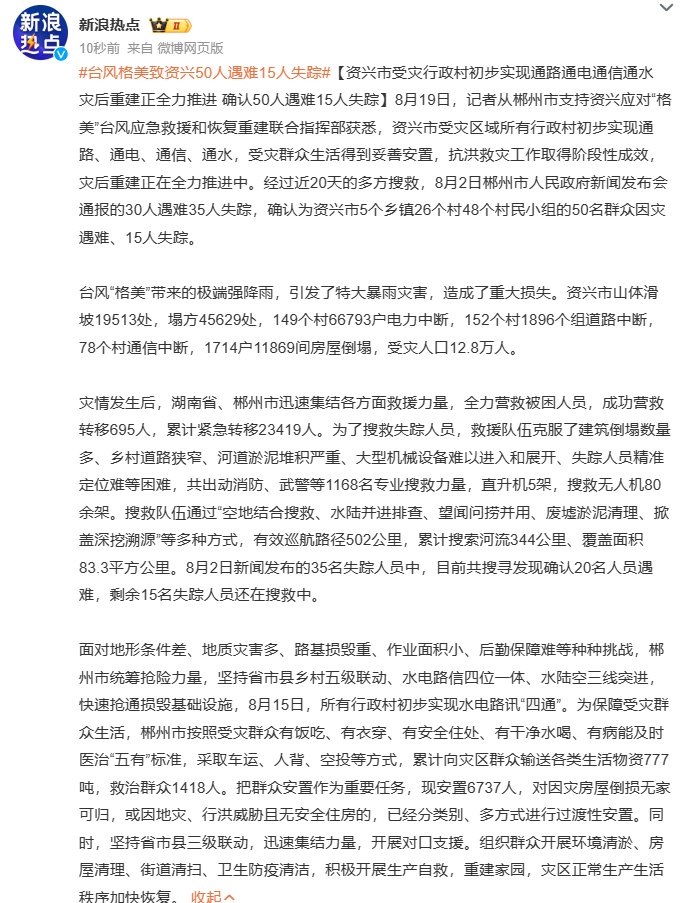 新浪
热点
新浪热点 II
10秒前 来自 微博网页版
#台风格美致资兴50人遇难15人失踪#【资兴市受灾行政村初步实现通路通电通信通水
灾后重建正全力推进 确认50人遇难15人失踪】8月19日，记者从郴州市支持资兴应对“格
美”台风应急救援和恢复重建联合指挥部获悉，资兴市受灾区域所有行政村初步实现通
路、通电、通信、通水，受灾群众生活得到妥善安置，抗洪救灾工作取得阶段性成效，
灾后重建正在全力推进中。经过近20天的多方搜救，8月2日郴州市人民政府新闻发布会
通报的30人遇难35人失踪，确认为资兴市5个乡镇26个村48个村民小组的50名群众因灾
遇难、15人失踪。
台风“格美”带来的极端强降雨，引发了特大暴雨灾害，造成了重大损失。资兴市山体滑
坡19513处，塌方45629处，149个村66793户电力中断，152个村1896个组道路中断，
78个村通信中断，1714户11869间房屋倒塌，受灾人口12.8万人。
灾情发生后，湖南省、郴州市迅速集结各方面救援力量，全力营救被困人员，成功营救
转移695人，累计紧急转移23419人。为了搜救失踪人员，救援队伍克服了建筑倒塌数量
多、乡村道路狭窄、河道淤泥堆积严重、大型机械设备难以进入和展开、失踪人员精准
定位难等困难，共出动消防、武警等1168名专业搜救力量，直升机5架，搜救无人机80
余架。搜救队伍通过“空地结合搜救、水陆并进排查、望闻问捞并用、废墟淤泥清理、掀
盖深挖溯源”等多种方式，有效巡航路径502公里，累计搜索河流344公里、覆盖面积
83.3平方公里。8月2日新闻发布的35名失踪人员中，目前共搜寻发现确认20名人员遇
难，剩余15名失踪人员还在搜救中。
面对地形条件差、地质灾害多、路基损毁重、作业面积小、后勤保障难等种种挑战，郴
州市统筹抢险力量，坚持省市县乡村五级联动、水电路信四位一体、水陆空三线突进，
快速抢通损毁基础设施，8月15日，所有行政村初步实现水电路讯“四通”。为保障受灾群
众生活，郴州市按照受灾群众有饭吃、有衣穿、有安全住处、有干净水喝、有病能及时
医治“五有”标准，采取车运、人背、空投等方式，累计向灾区群众输送各类生活物资777
吨，救治群众1418人。把群众安置作为重要任务，现安置6737人，对因灾房屋倒损无家
可归，或因地灾、行洪威胁且无安全住房的，已经分类别、多方式进行过渡性安置。同
时，坚持省市县三级联动，迅速集结力量，开展对口支援。组织群众开展环境清淤、房
屋清理、街道清扫、卫生防疫清洁，积极开展生产自救，重建家园，灾区正常生产生活
秩序加快恢复。 收起